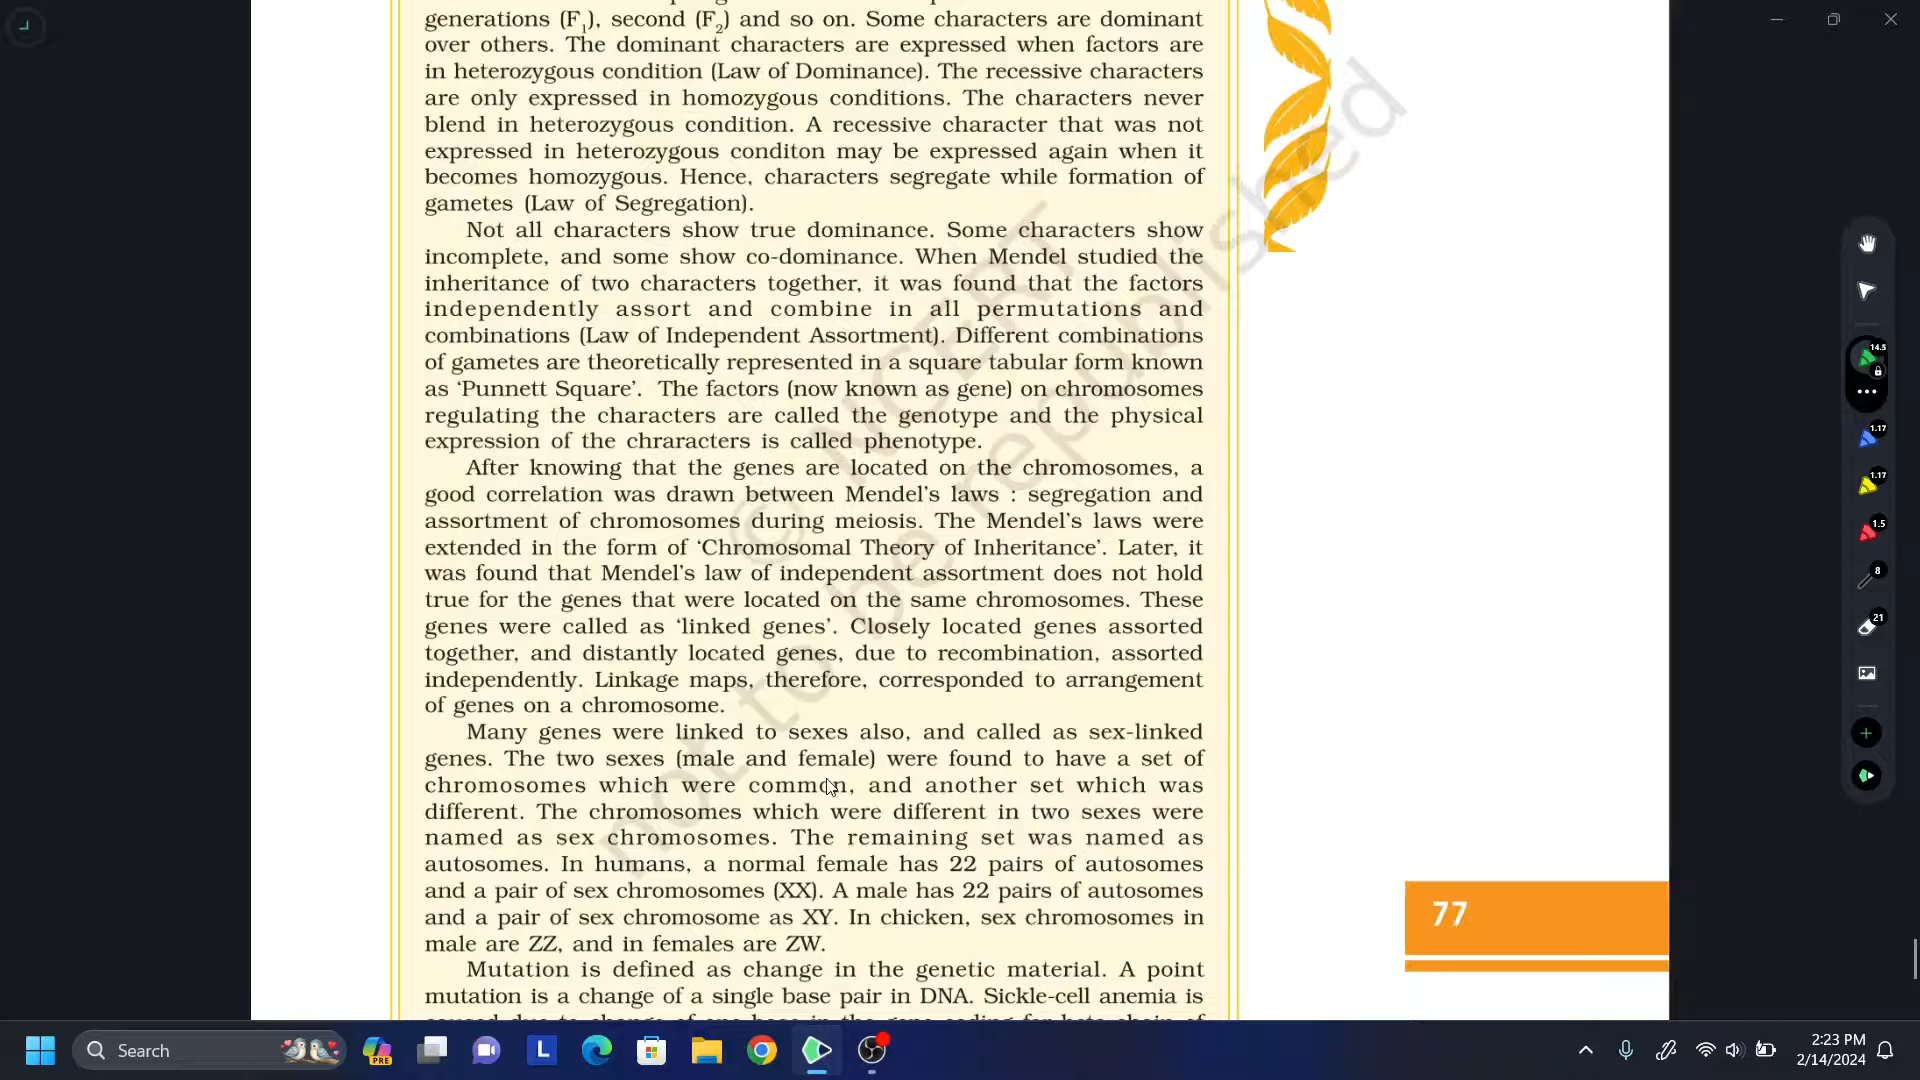 generations (F1), second (F2) and so on. Some characters are dominant
over others. The dominant characters are expressed when factors are
in heterozygous condition (Law of Dominance). The recessive characters
are only expressed in homozygous conditions. The characters never
blend in heterozygous condition. A recessive character that was not
expressed in heterozygous conditon may be expressed again when it
becomes homozygous. Hence, characters segregate while formation of
gametes (Law of Segregation).
Not all characters show true dominance. Some characters show
incomplete, and some show co-dominance. When Mendel studied the
inheritance of two characters together, it was found that the factors
independently assort and combine in all permutations and
combinations (Law of Independent Assortment). Different combinations
of gametes are theoretically represented in a square tabular form known
as ‘Punnett Square’. The factors (now known as gene) on chromosomes
regulating the characters are called the genotype and the physical
expression of the chraracters is called phenotype.
After knowing that the genes are located on the chromosomes, a
good correlation was drawn between Mendel’s laws : segregation and
assortment of chromosomes during meiosis. The Mendel’s laws were
extended in the form of ‘Chromosomal Theory of Inheritance’. Later, it
was found that Mendel’s law of independent assortment does not hold
true for the genes that were located on the same chromosomes. These
genes were called as ‘linked genes’. Closely located genes assorted
together, and distantly located genes, due to recombination, assorted
independently. Linkage maps, therefore, corresponded to arrangement
of genes on a chromosome.
Many genes were linked to sexes also, and called as sex-linked
genes. The two sexes (male and female) were found to have a set of
chromosomes which were common, and another set which was
different. The chromosomes which were different in two sexes were
named as sex chromosomes. The remaining set was named as
autosomes. In humans, a normal female has 22 pairs of autosomes
and a pair of sex chromosomes (XX). A male has 22 pairs of autosomes
and a pair of sex chromosome as XY. In chicken, sex chromosomes in
male are ZZ, and in females are ZW.
Mutation is defined as change in the genetic material. A point
mutation is a change of a single base pair in DNA. Sickle-cell anemia is
© NCERT
not to be republished
77
14.5
1.17
1.17
1.5
8
21
Search
PRE
L
2:23 PM
2/14/2024